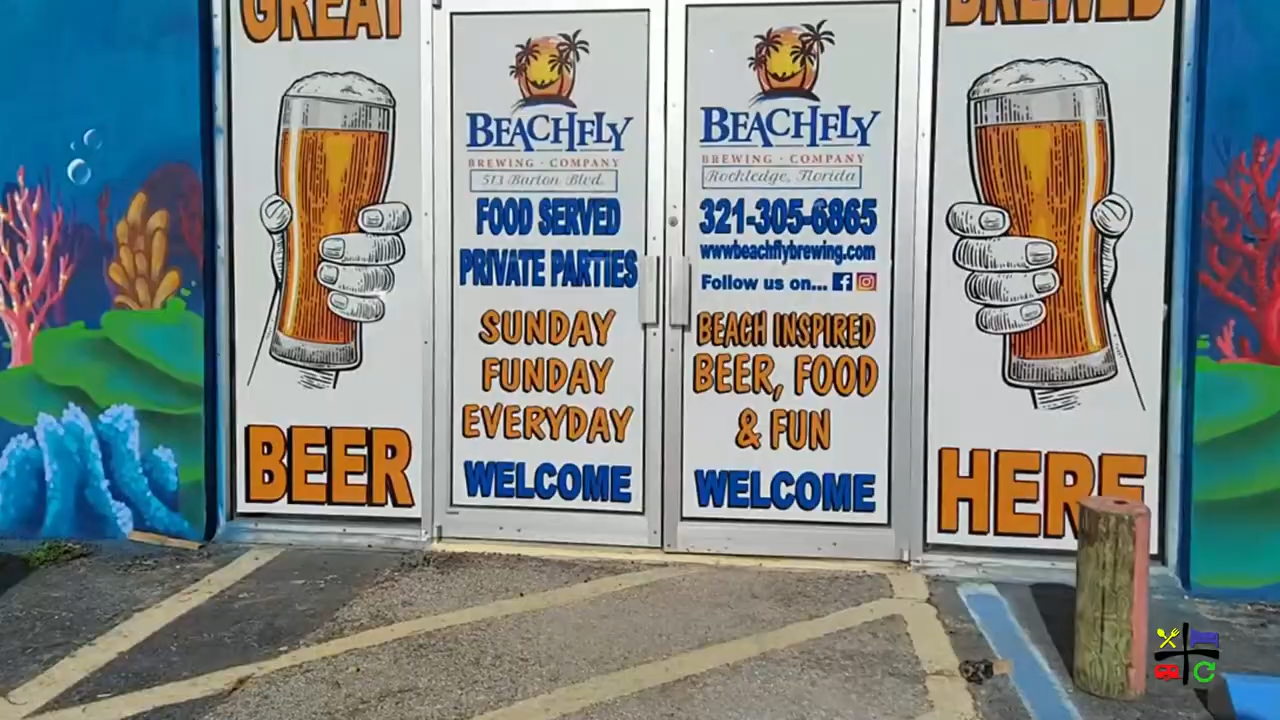 GREAT
BEER
BEACHFLY
BREWING · COMPANY
513 Barton Blvd.
FOOD SERVED
PRIVATE PARTIES
SUNDAY
FUNDAY
EVERYDAY
WELCOME
BEACHFLY
BREWING · COMPANY
Rockledge, Florida
321-305-6865
www.beachflybrewing.com
Follow us on...
BEACH INSPIRED
BEER, FOOD
& FUN
WELCOME
BREWED
HERE